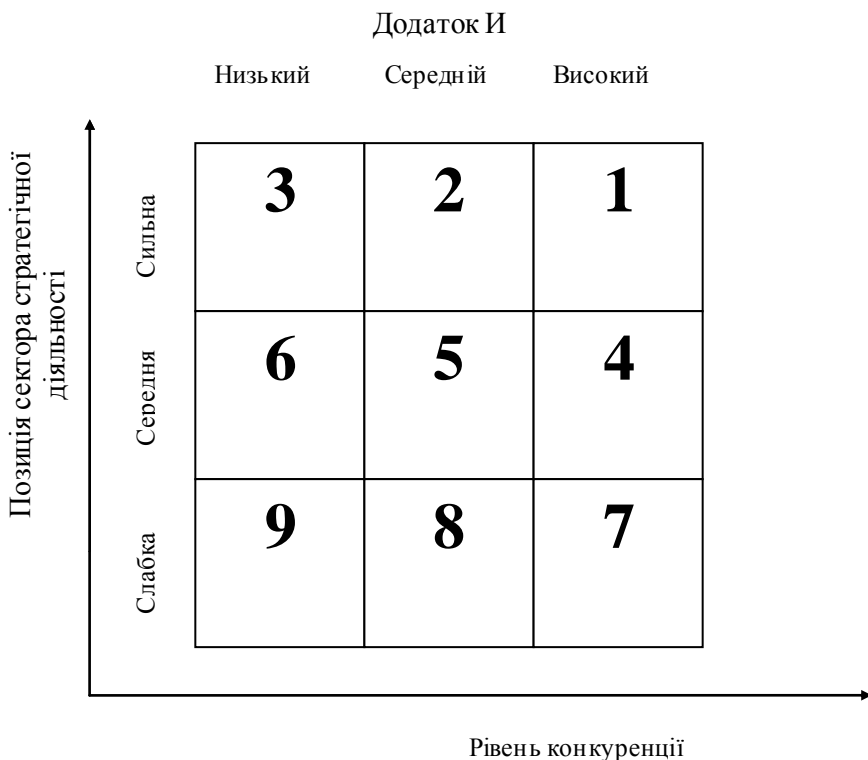 Додаток И
Низький Середній Високий
Позиція сектора стратегічної
діяльності
Сильна
3 2 1
Середня
6 5 4
Слабка
9 8 7
Рівень конкуренції